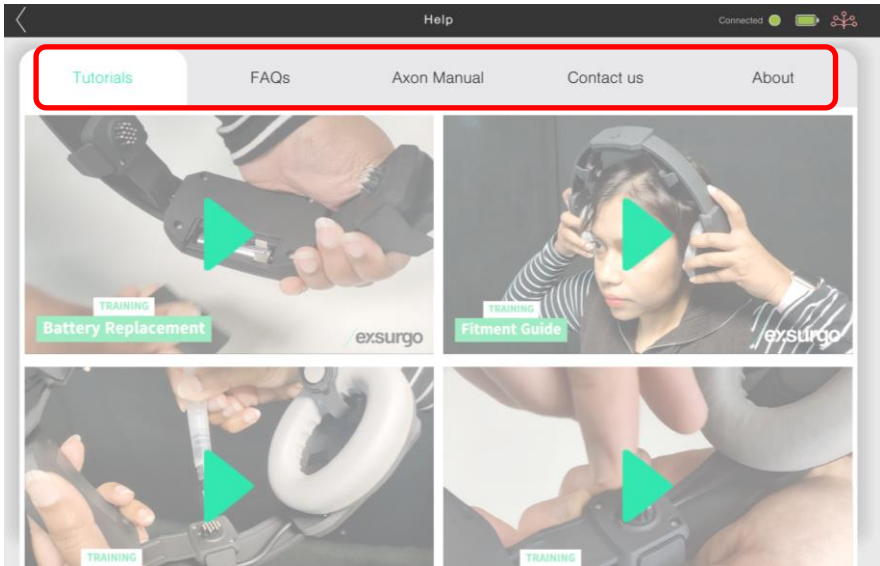 Help
Connected
Tutorials FAQs Axon Manual Contact us About
TRAINING
Battery Replacement
exsurgo
TRAINING
Fitment Guide
exsurgo
TRAINING
TRAINING